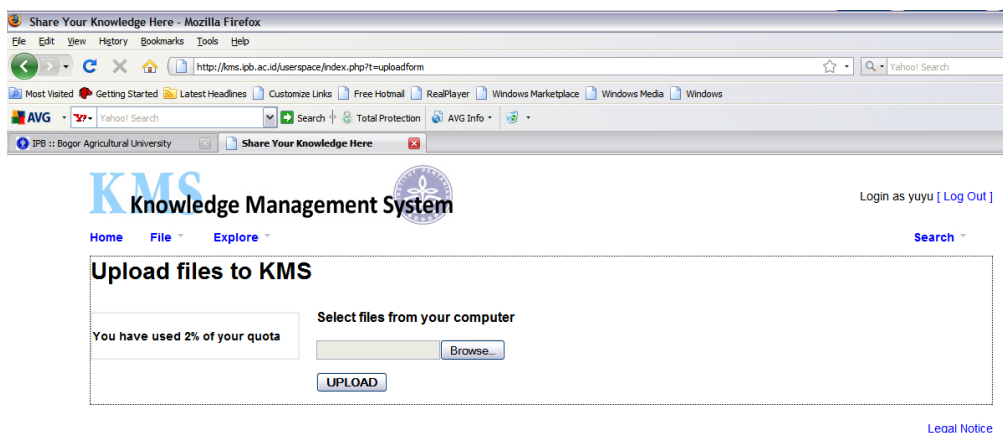 Share Your Knowledge Here - Mozilla Firefox
File Edit View History Bookmarks Tools Help
http://kms.ipb.ac.id/userspace/index.php?t=uploadform
Yahoo! Search
Most Visited Getting Started Latest Headlines Customize Links Free Hotmail RealPlayer Windows Marketplace Windows Media Windows
AVG Yahoo! Search Search Total Protection AVG Info
IPB :: Bogor Agricultural University Share Your Knowledge Here
KMS
Knowledge Management System
Login as yuyu [ Log Out ]
Home File Explore Search
Upload files to KMS
Select files from your computer
You have used 2% of your quota
Browse...
UPLOAD
Legal Notice